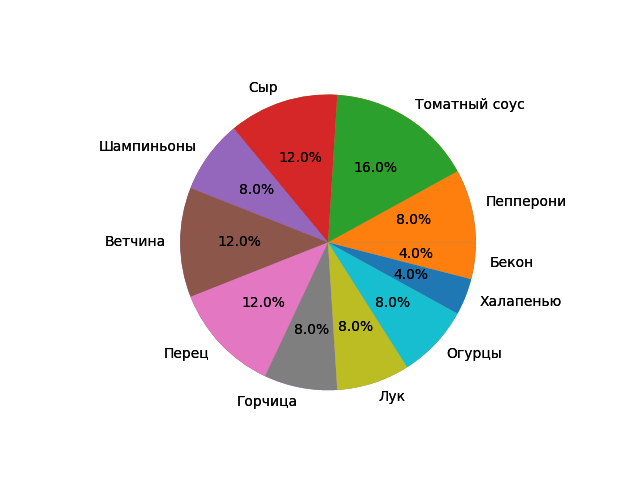 Сыр
Томатный соус
Шампиньоны
12.0%
16.0%
8.0%
Пепперони
8.0%
Ветчина
12.0%
4.0%
Бекон
4.0%
12.0%
8.0%
Халапенью
8.0%
8.0%
Перец
Огурцы
Горчица
Лук